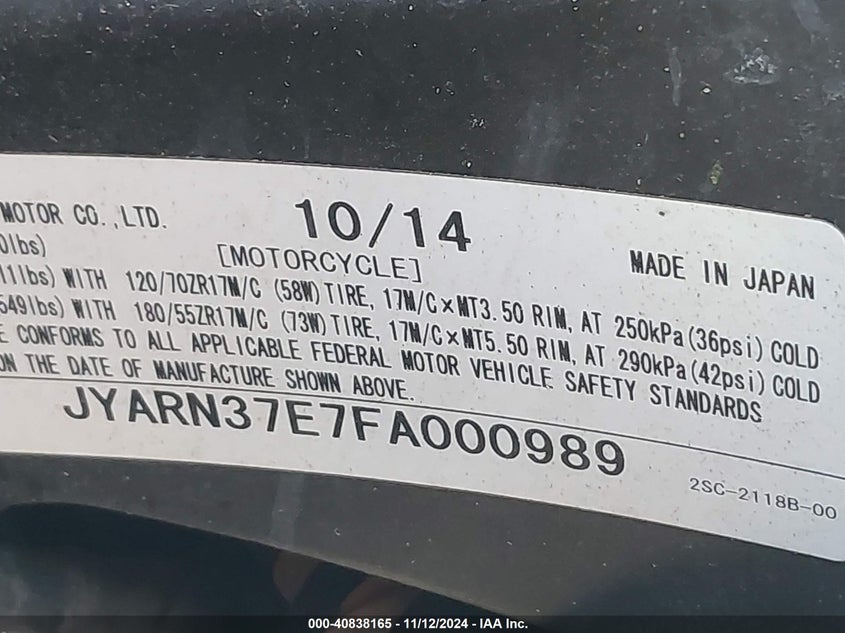 MOTOR CO.,LTD.
10/14
MADE IN JAPAN
0lbs)
[MOTORCYCLE]
11lbs) WITH 120/70ZR17M/C (58W) TIRE, 17M/C×MT3.50 RIM, AT 250kPa(36psi) COLD
549lbs) WITH 180/55ZR17M/C (73W) TIRE, 17M/C×MT5.50 RIM, AT 290kPa(42psi) COLD
E CONFORMS TO ALL APPLICABLE FEDERAL MOTOR VEHICLE SAFETY STANDARDS
ON THE DATE OF MANUFACTURE SHOWN ABOVE.
JYARN37E7FA000989
2SC-2118B-00
000-40838165 - 11/12/2024 - IAA Inc.